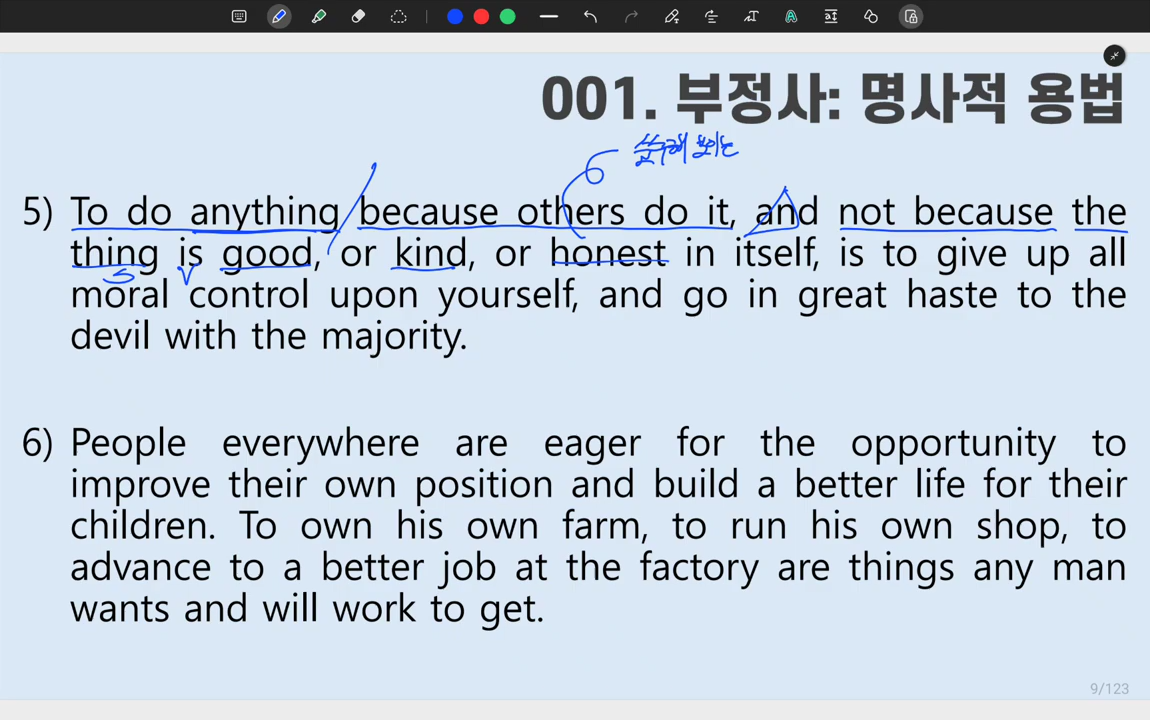 001. 부정사: 명사적 용법
5) To do anything because others do it, and not because the
thing is good, or kind, or honest in itself, is to give up all
moral control upon yourself, and go in great haste to the
devil with the majority.
S V
6) People everywhere are eager for the opportunity to
improve their own position and build a better life for their
children. To own his own farm, to run his own shop, to
advance to a better job at the factory are things any man
wants and will work to get.
9/123